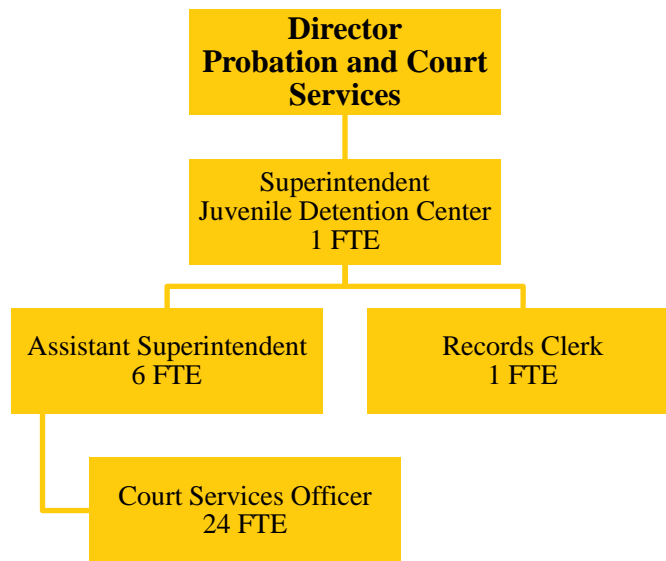 Director
Probation and Court
Services
Superintendent
Juvenile Detention Center
1 FTE
Assistant Superintendent
6 FTE
Records Clerk
1 FTE
Court Services Officer
24 FTE